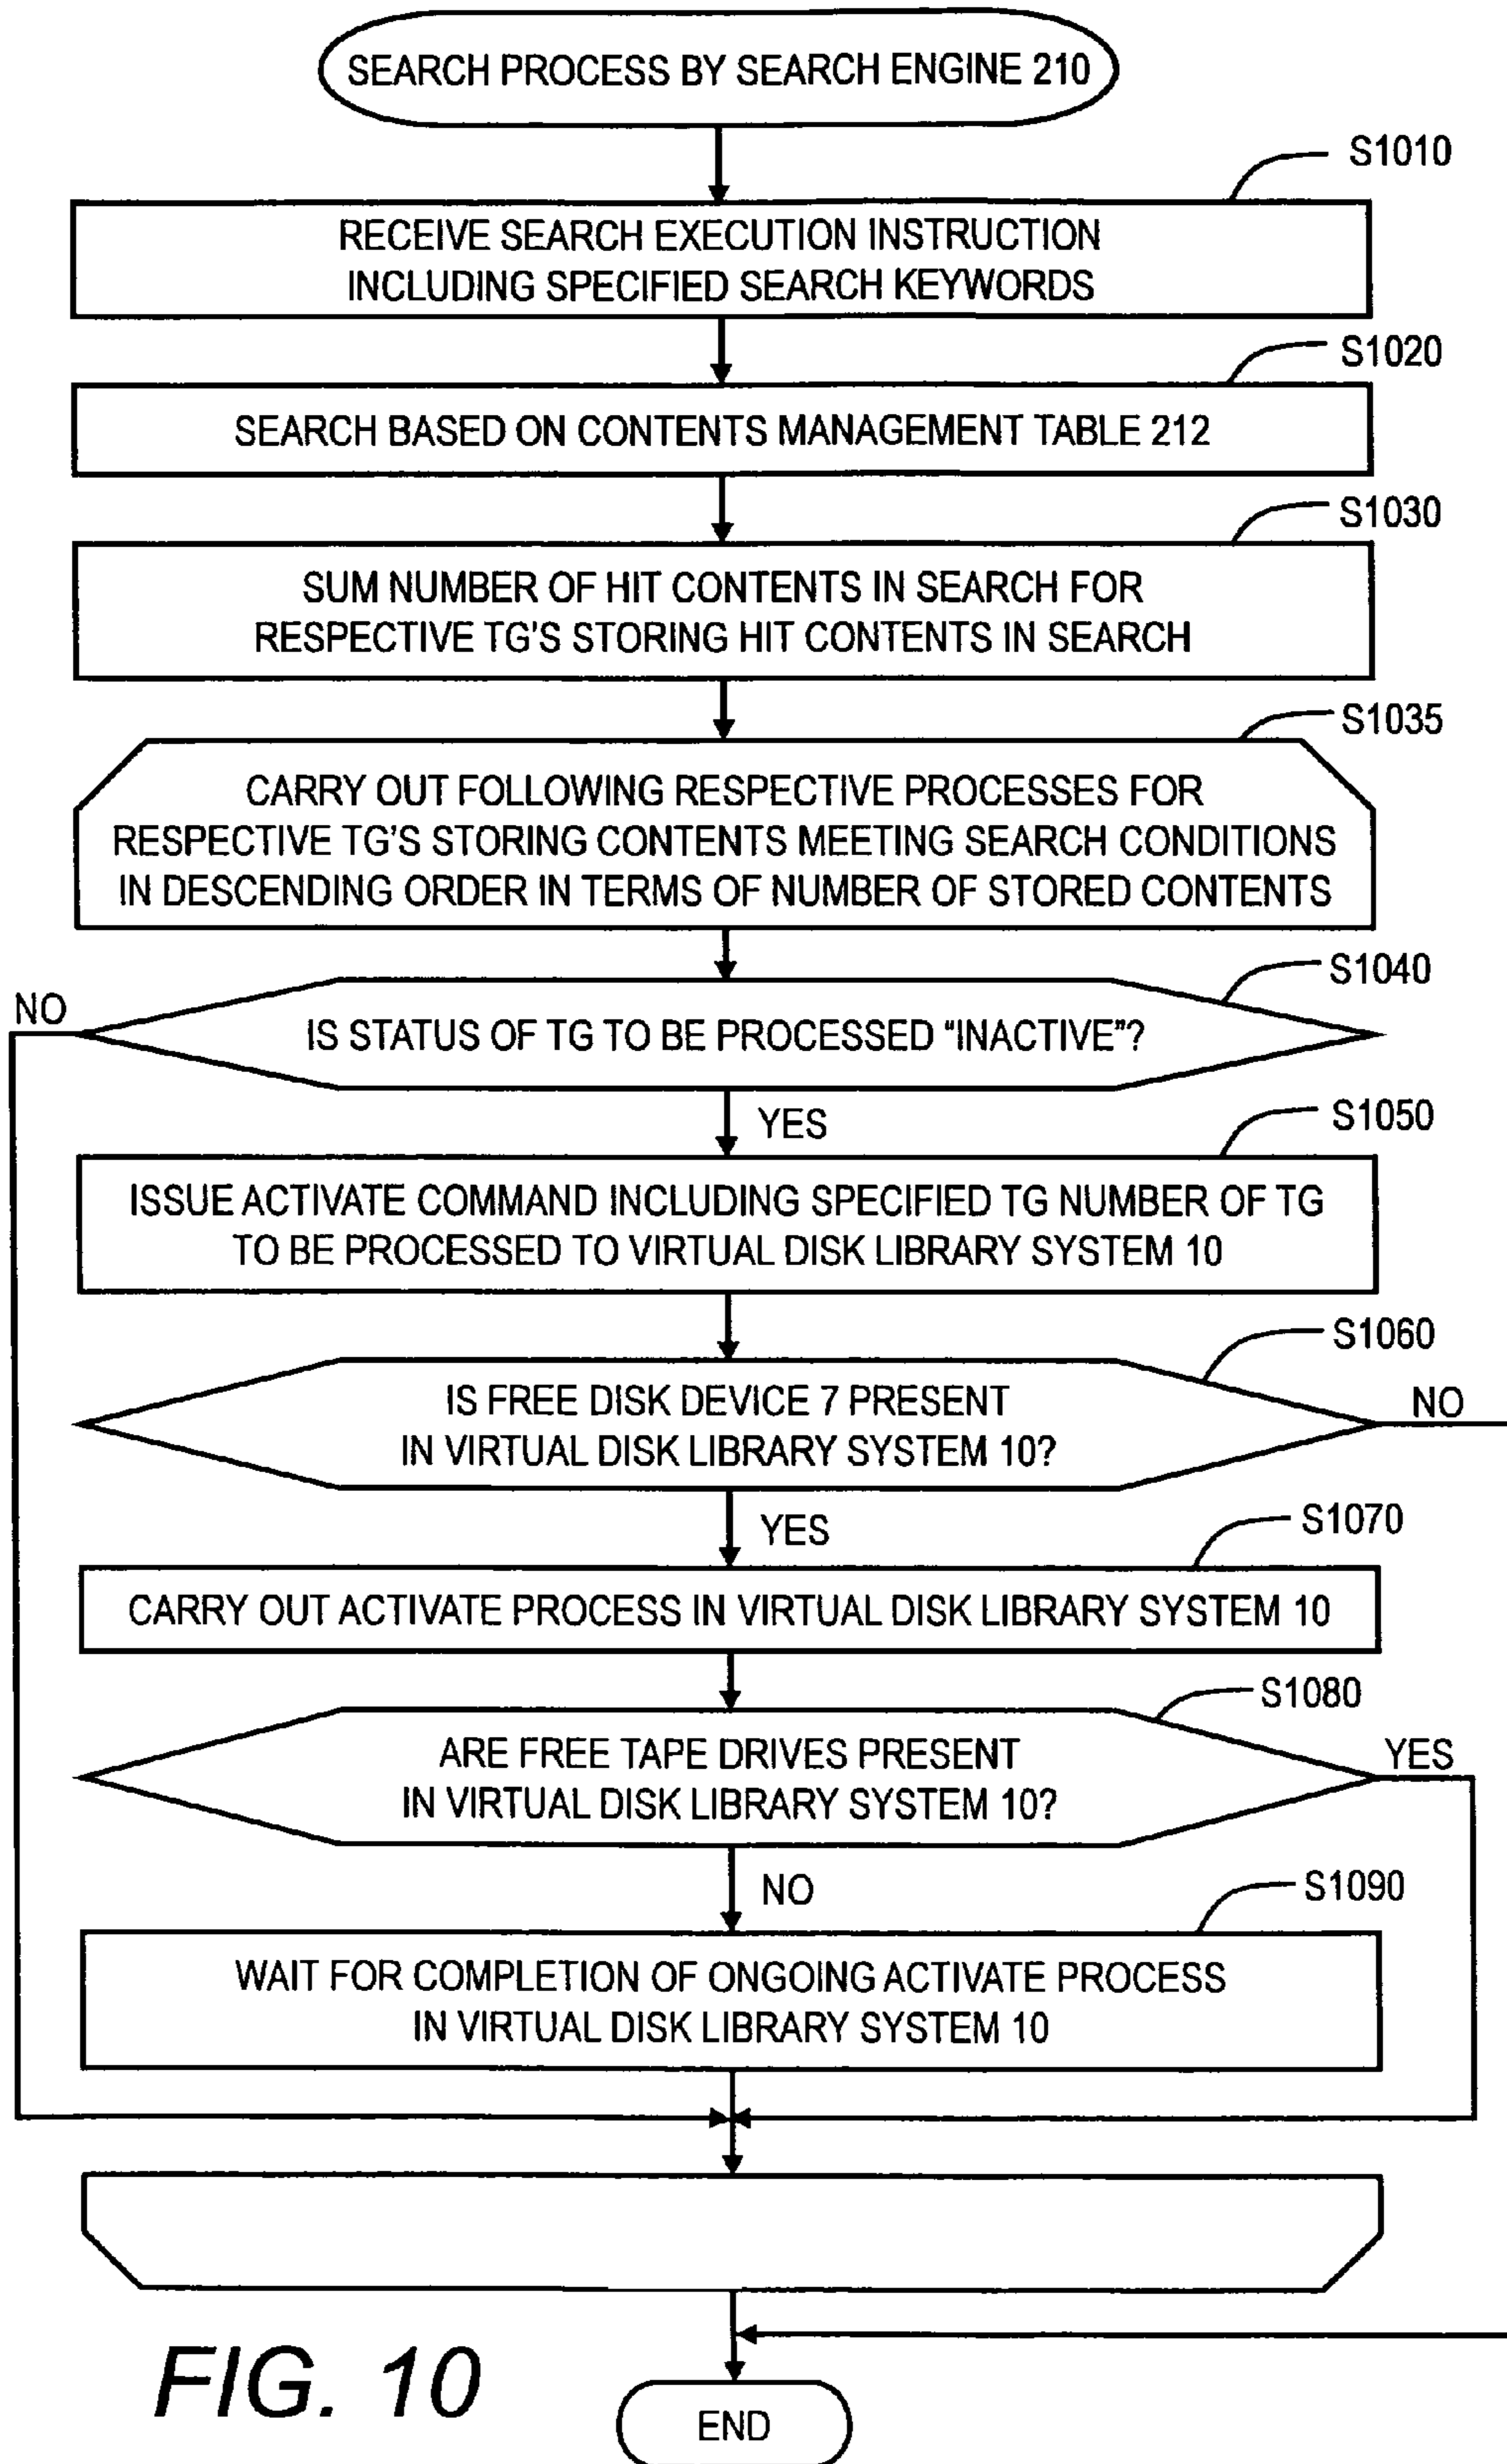 SEARCH PROCESS BY SEARCH ENGINE 210
S1010
RECEIVE SEARCH EXECUTION INSTRUCTION
INCLUDING SPECIFIED SEARCH KEYWORDS
S1020
SEARCH BASED ON CONTENTS MANAGEMENT TABLE 212
S1030
SUM NUMBER OF HIT CONTENTS IN SEARCH FOR
RESPECTIVE TG'S STORING HIT CONTENTS IN SEARCH
S1035
CARRY OUT FOLLOWING RESPECTIVE PROCESSES FOR
RESPECTIVE TG'S STORING CONTENTS MEETING SEARCH CONDITIONS
IN DESCENDING ORDER IN TERMS OF NUMBER OF STORED CONTENTS
S1040
NO
IS STATUS OF TG TO BE PROCESSED “INACTIVE”?
YES
S1050
ISSUE ACTIVATE COMMAND INCLUDING SPECIFIED TG NUMBER OF TG
TO BE PROCESSED TO VIRTUAL DISK LIBRARY SYSTEM 10
S1060
IS FREE DISK DEVICE 7 PRESENT
IN VIRTUAL DISK LIBRARY SYSTEM 10?
NO
YES
S1070
CARRY OUT ACTIVATE PROCESS IN VIRTUAL DISK LIBRARY SYSTEM 10
S1080
ARE FREE TAPE DRIVES PRESENT
IN VIRTUAL DISK LIBRARY SYSTEM 10?
YES
NO
S1090
WAIT FOR COMPLETION OF ONGOING ACTIVATE PROCESS
IN VIRTUAL DISK LIBRARY SYSTEM 10
FIG. 10
END